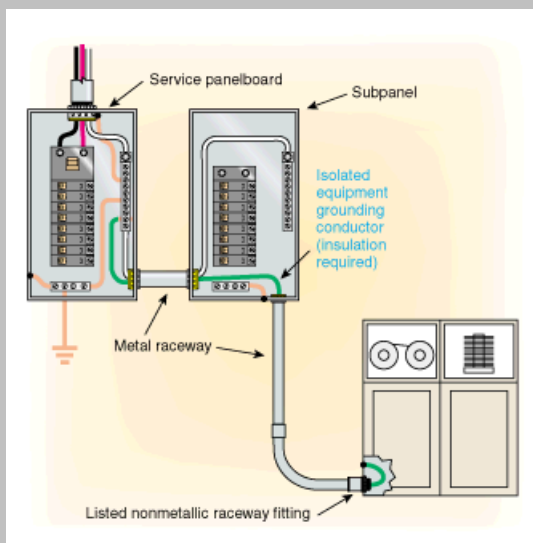 Service panelboard
Subpanel
Isolated
equipment
grounding
conductor
(insulation
required)
Metal raceway
Listed nonmetallic raceway fitting